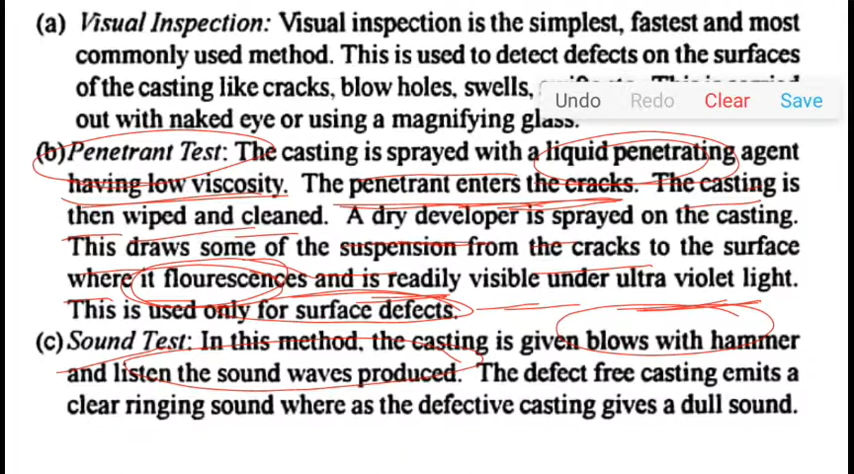 (a) Visual Inspection: Visual inspection is the simplest, fastest and most
commonly used method. This is used to detect defects on the surfaces
of the casting like cracks, blow holes, swells,
Undo Redo Clear Save
out with naked eye or using a magnifying glass.
(b) Penetrant Test: The casting is sprayed with a liquid penetrating agent
having low viscosity. The penetrant enters the cracks. The casting is
then wiped and cleaned. A dry developer is sprayed on the casting.
This draws some of the suspension from the cracks to the surface
where it flourescences and is readily visible under ultra violet light.
This is used only for surface defects.
(c) Sound Test: In this method, the casting is given blows with hammer
and listen the sound waves produced. The defect free casting emits a
clear ringing sound where as the defective casting gives a dull sound.